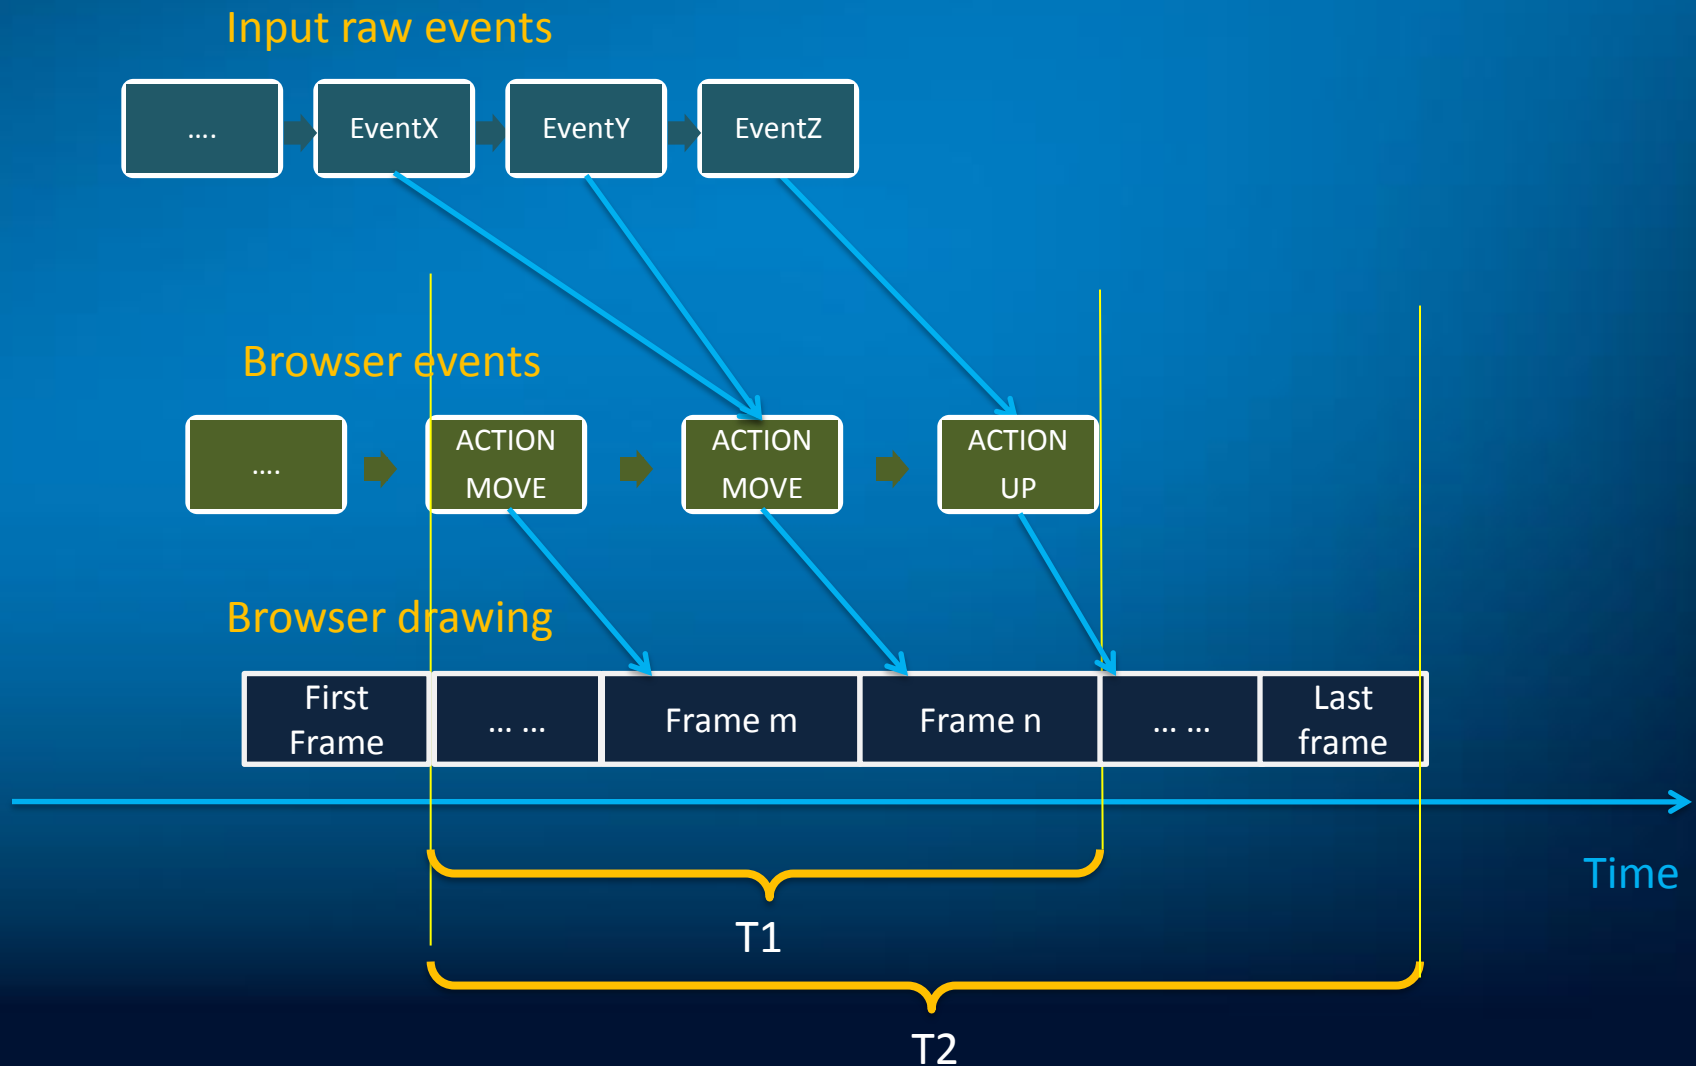 Input raw events
....
EventX
EventY
EventZ
Browser events
....
ACTION
MOVE
ACTION
MOVE
ACTION
UP
Browser drawing
First
Frame
... ...
Frame m
Frame n
... ...
Last
frame
Time
T1
T2